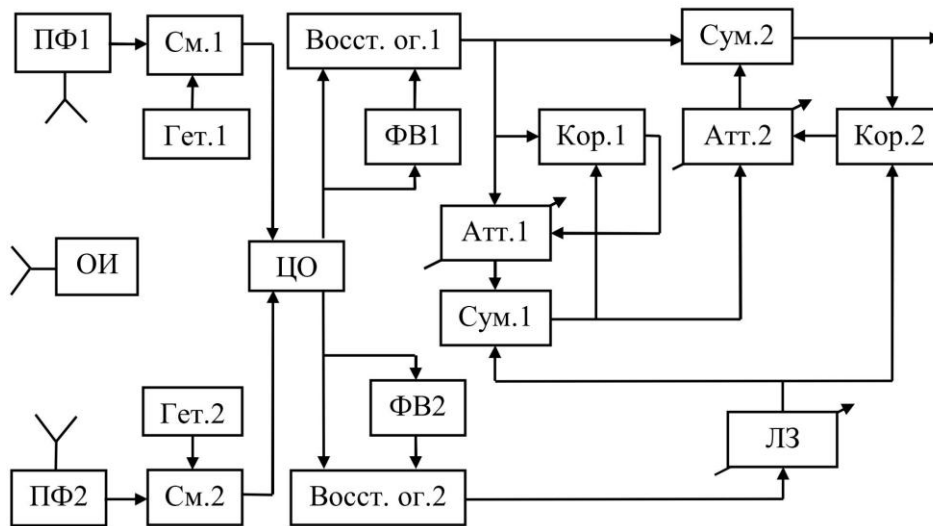 ПФ1
См.1
Восст. ог.1
Сум.2
Гет.1
ФВ1
Кор.1
Атт.2
Кор.2
Атт.1
ОИ
ЦО
Сум.1
Гет.2
ФВ2
ЛЗ
ПФ2
См.2
Восст. ог.2